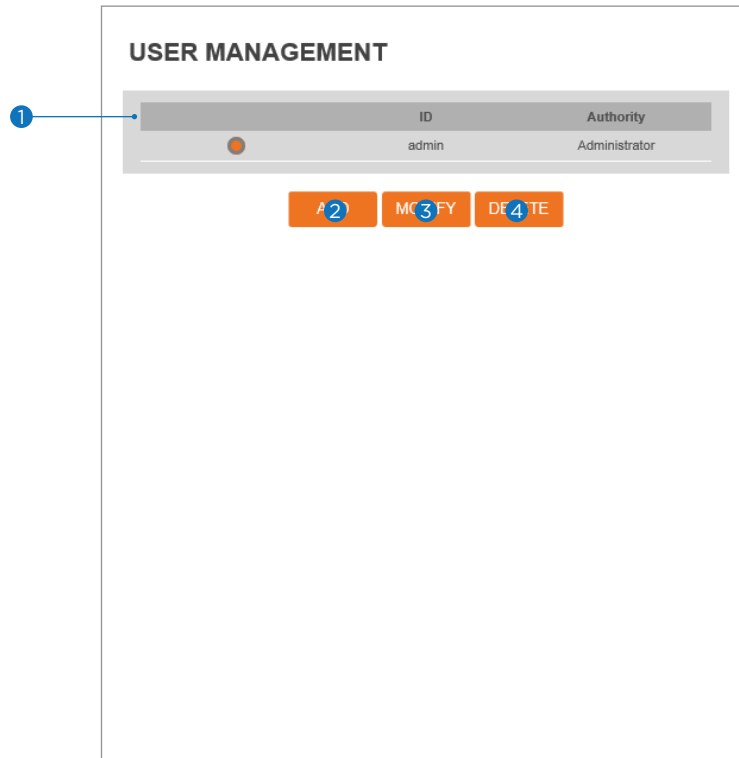 USER MANAGEMENT
1
ID Authority
admin Administrator
2 3 4